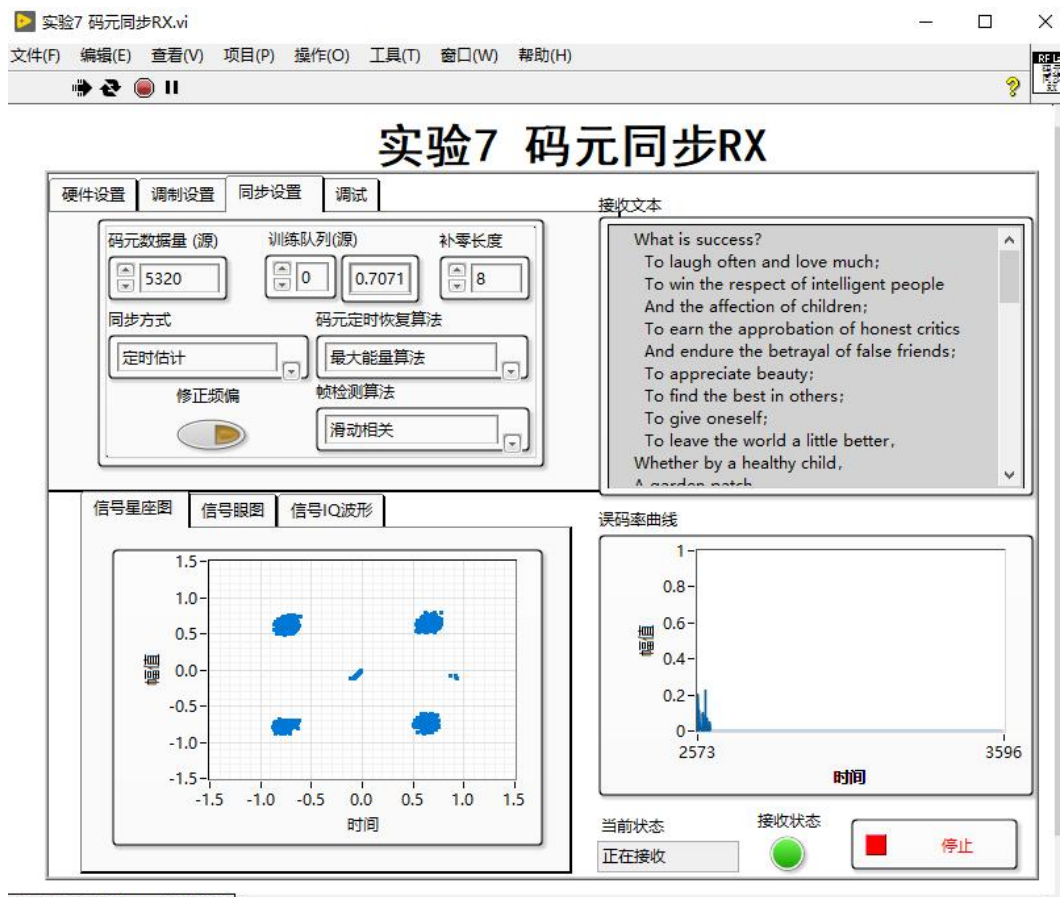 实验7 码元同步RX.vi
文件(F) 编辑(E) 查看(V) 项目(P) 操作(O) 工具(T) 窗口(W) 帮助(H)
实验7 码元同步RX
硬件设置 调制设置 同步设置 调试
码元数据量 (源) 训练队列(源) 补零长度
5320 0 0.7071 8
同步方式 码元定时恢复算法
定时估计 最大能量算法
修正频偏 帧检测算法
滑动相关
接收文本
What is success?
To laugh often and love much;
To win the respect of intelligent people
And the affection of children;
To earn the approbation of honest critics
And endure the betrayal of false friends;
To appreciate beauty;
To find the best in others;
To give oneself;
To leave the world a little better,
Whether by a healthy child,
A garden patch
信号星座图 信号眼图 信号IQ波形
幅值
1.5
1.0
0.5
0.0
-0.5
-1.0
-1.5
-1.5 -1.0 -0.5 0.0 0.5 1.0 1.5
时间
误码率曲线
幅值
1
0.8
0.6
0.4
0.2
0
2573 3596
时间
当前状态 接收状态
正在接收 停止